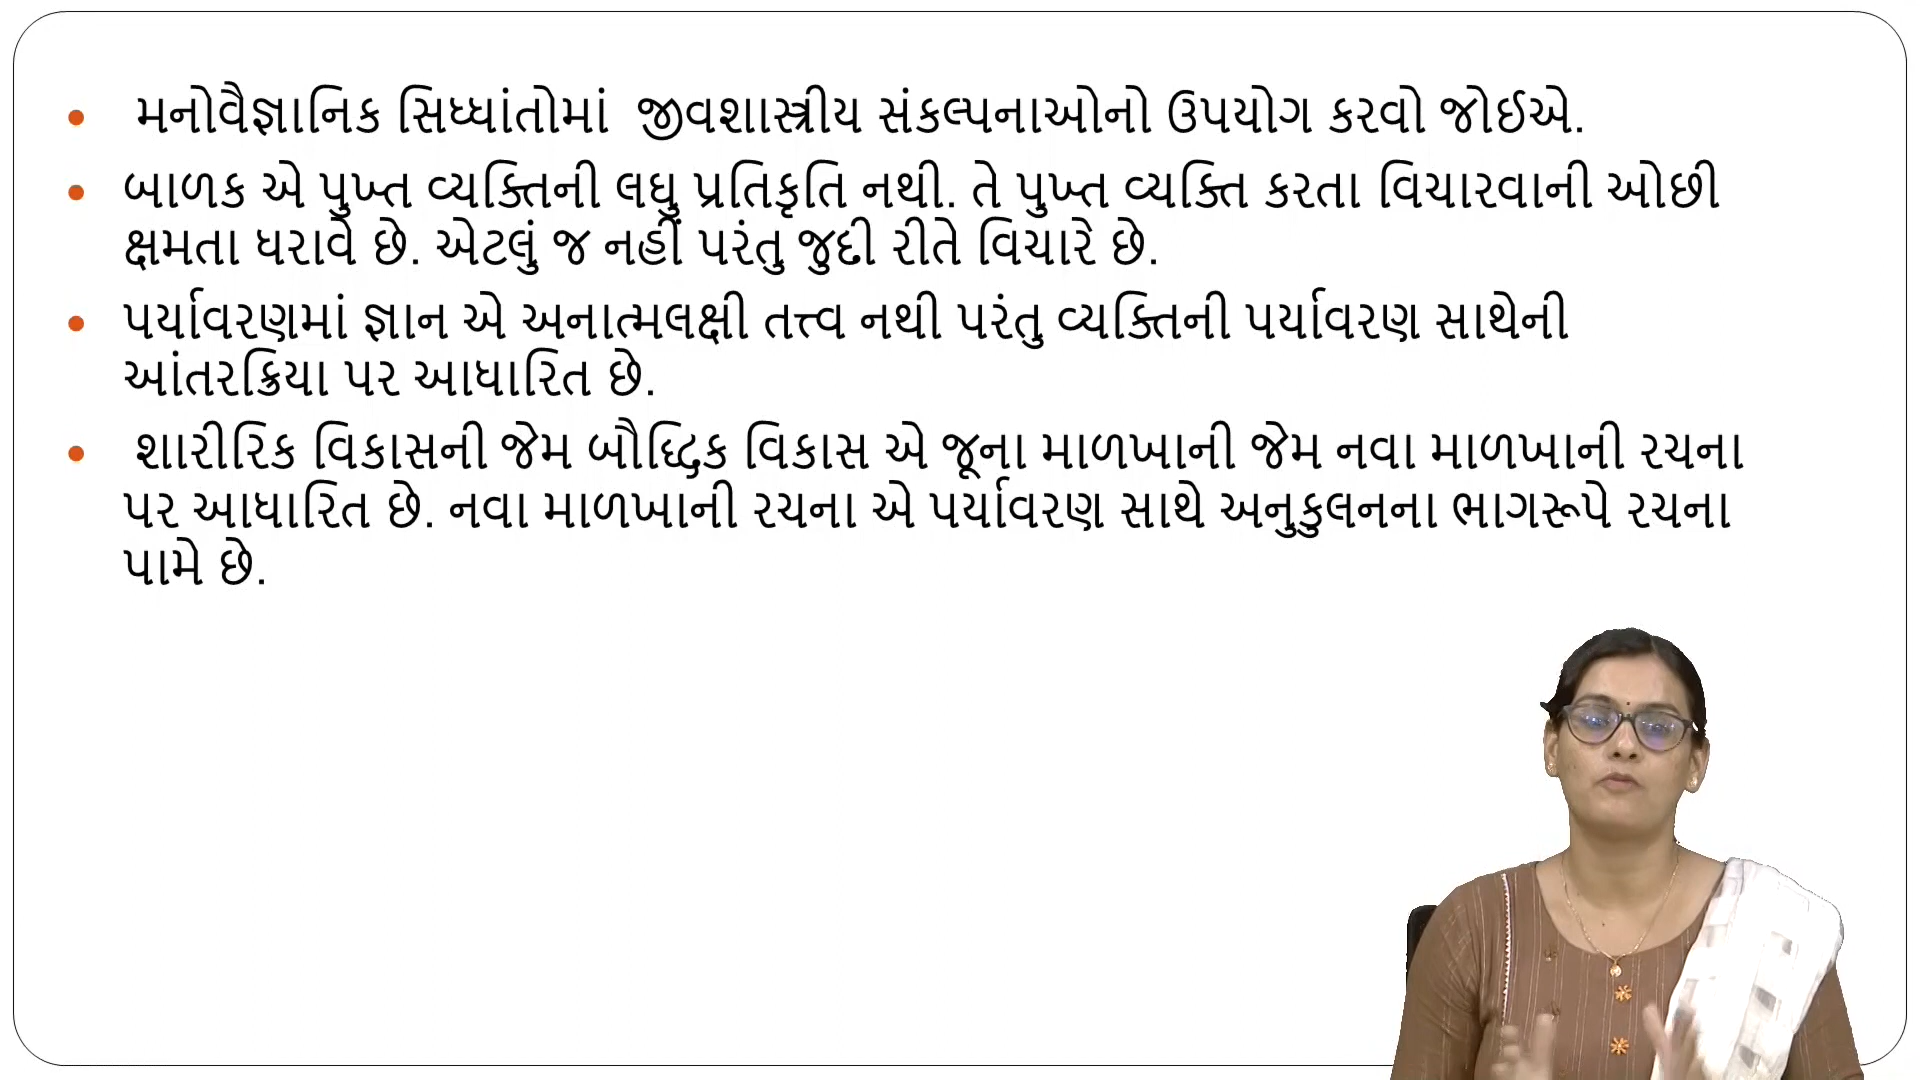 • મનોવૈજ્ઞાનિક સિધ્ધાંતોમાં જીવશાસ્ત્રીય સંકલ્પનાઓનો ઉપયોગ કરવો જોઈએ.
• બાળક એ પુખ્ત વ્યક્તિની લઘુ પ્રતિકૃતિ નથી. તે પુખ્ત વ્યક્તિ કરતા વિચારવાની ઓછી
ક્ષમતા ધરાવે છે. એટલું જ નહીં પરંતુ જુદી રીતે વિચારે છે.
• પર્યાવરણમાં જ્ઞાન એ અનાત્મલક્ષી તત્ત્વ નથી પરંતુ વ્યક્તિની પર્યાવરણ સાથેની
આંતરક્રિયા પર આધારિત છે.
• શારીરિક વિકાસની જેમ બૌધ્દ્રિક વિકાસ એ જૂના માળખાની જેમ નવા માળખાની રચના
પર આધારિત છે. નવા માળખાની રચના એ પર્યાવરણ સાથે અનુકુલનના ભાગરૂપે રચના
પામે છે.